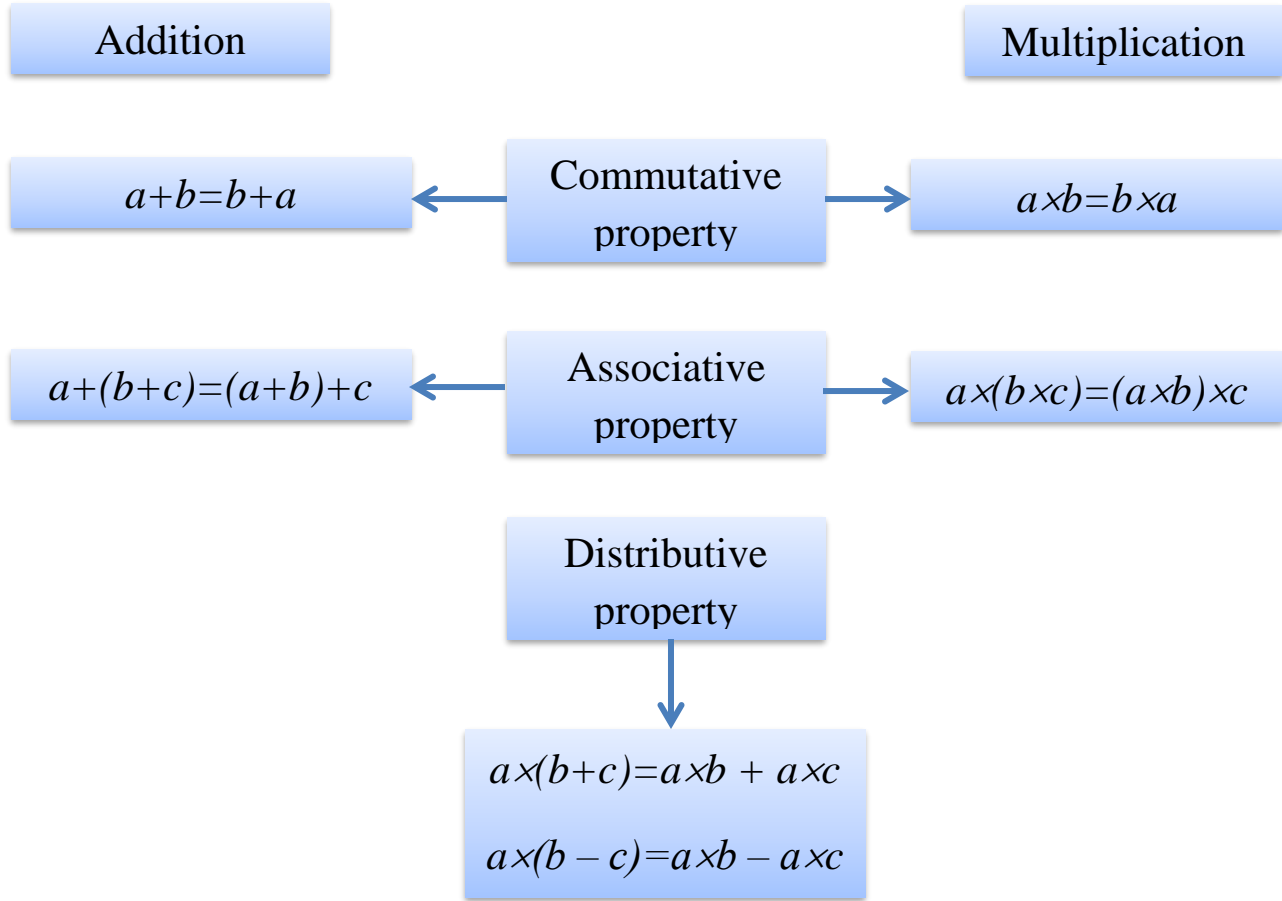 Addition
Multiplication
a+b=b+a
Commutative
property
a×b=b×a
a+(b+c)=(a+b)+c
Associative
property
a×(b×c)=(a×b)×c
Distributive
property
a×(b+c)=a×b + a×c
a×(b – c)=a×b – a×c